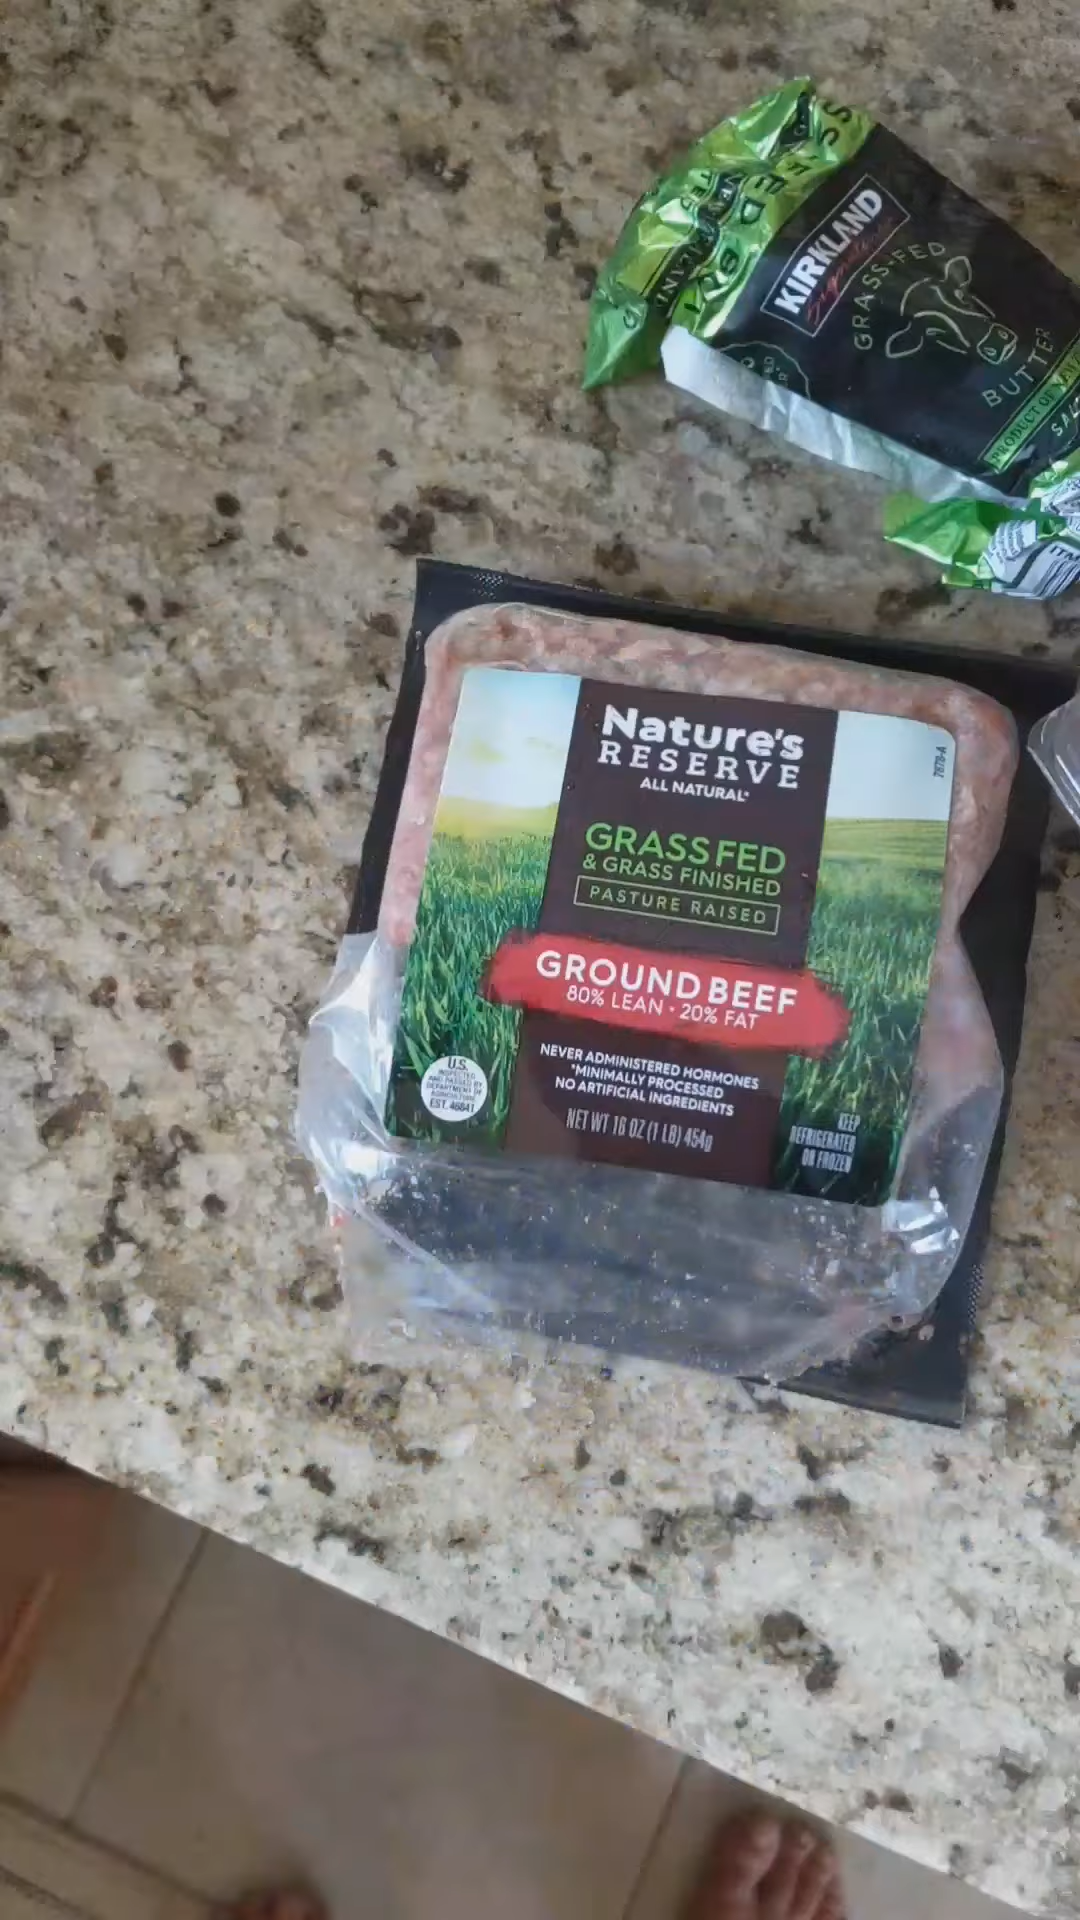 KIRKLAND
Signature
GRASS-FED
BUTTER
PRODUCT OF
Nature's
RESERVE
ALL NATURAL*
7878-A
GRASS FED
& GRASS FINISHED
PASTURE RAISED
GROUND BEEF
80% LEAN • 20% FAT
NEVER ADMINISTERED HORMONES
*MINIMALLY PROCESSED
NO ARTIFICIAL INGREDIENTS
NET WT 16 OZ (1 LB) 454g
U.S.
INSPECTED
AND PASSED BY
DEPARTMENT OF
AGRICULTURE
EST. 46841
KEEP
REFRIGERATED
OR FROZEN